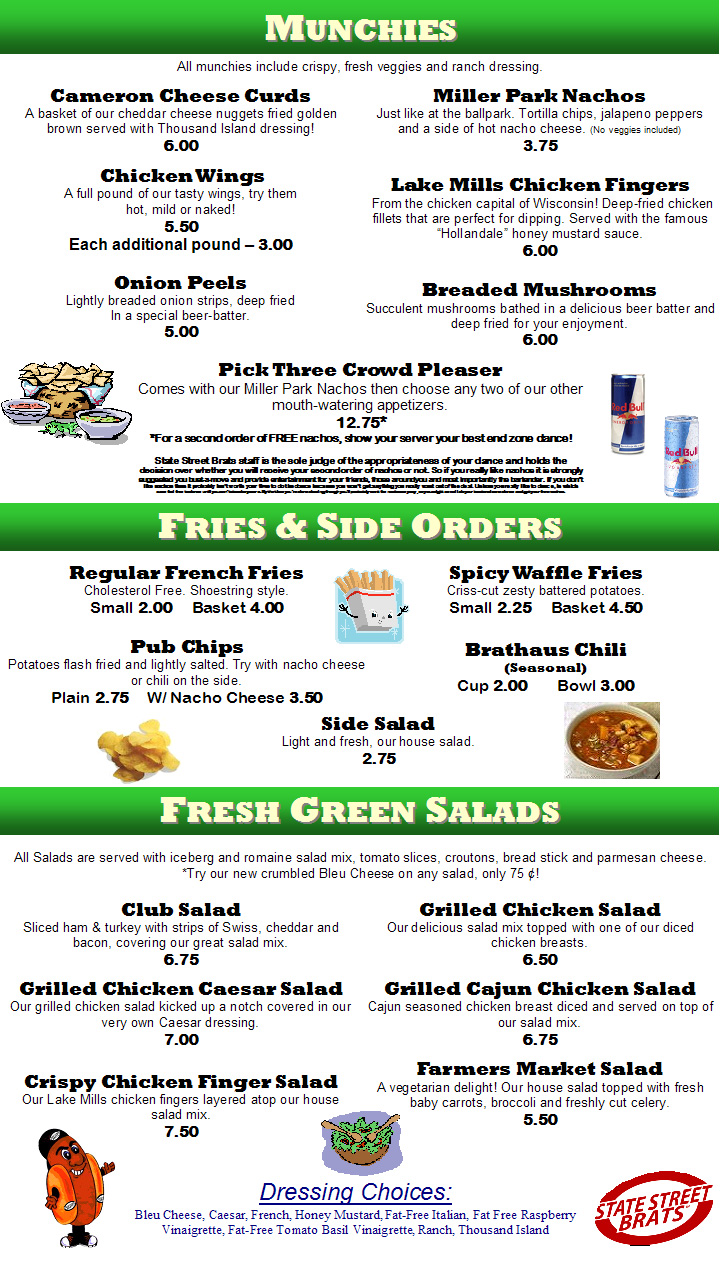 MUNCHIES
All munchies include crispy, fresh veggies and ranch dressing.
Cameron Cheese Curds
A basket of our cheddar cheese nuggets fried golden
brown served with Thousand Island dressing!
6.00
Miller Park Nachos
Just like at the ballpark. Tortilla chips, jalapeno peppers
and a side of hot nacho cheese. (No veggies included)
3.75
Chicken Wings
A full pound of our tasty wings, try them
hot, mild or naked!
5.50
Each additional pound – 3.00
Lake Mills Chicken Fingers
From the chicken capital of Wisconsin! Deep-fried chicken
fillets that are perfect for dipping. Served with the famous
“Hollandale” honey mustard sauce.
6.00
Onion Peels
Lightly breaded onion strips, deep fried
In a special beer-batter.
5.00
Breaded Mushrooms
Succulent mushrooms bathed in a delicious beer batter and
deep fried for your enjoyment.
6.00
Pick Three Crowd Pleaser
Comes with our Miller Park Nachos then choose any two of our other
mouth-watering appetizers.
12.75*
*For a second order of FREE nachos, show your server your best end zone dance!
State Street Brats staff is the sole judge of the appropriateness of your dance and holds the
decision over whether you will receive your second order of nachos or not. So if you really like nachos it is strongly
suggested you bust-a-move and provide entertainment for your friends, those around you and most importantly the bartender. If you don't
Red Bull
Red Bull
FRIES & SIDE ORDERS
Regular French Fries
Cholesterol Free. Shoestring style.
Small 2.00 Basket 4.00
Spicy Waffle Fries
Criss-cut zesty battered potatoes.
Small 2.25 Basket 4.50
Pub Chips
Potatoes flash fried and lightly salted. Try with nacho cheese
or chili on the side.
Plain 2.75 W/ Nacho Cheese 3.50
Brathaus Chili
(Seasonal)
Cup 2.00 Bowl 3.00
Side Salad
Light and fresh, our house salad.
2.75
FRESH GREEN SALADS
All Salads are served with iceberg and romaine salad mix, tomato slices, croutons, bread stick and parmesan cheese.
*Try our new crumbled Bleu Cheese on any salad, only 75 ¢!
Club Salad
Sliced ham & turkey with strips of Swiss, cheddar and
bacon, covering our great salad mix.
6.75
Grilled Chicken Salad
Our delicious salad mix topped with one of our diced
chicken breasts.
6.50
Grilled Chicken Caesar Salad
Our grilled chicken salad kicked up a notch covered in our
very own Caesar dressing.
7.00
Grilled Cajun Chicken Salad
Cajun seasoned chicken breast diced and served on top of
our salad mix.
6.75
Crispy Chicken Finger Salad
Our Lake Mills chicken fingers layered atop our house
salad mix.
7.50
Farmers Market Salad
A vegetarian delight! Our house salad topped with fresh
baby carrots, broccoli and freshly cut celery.
5.50
Dressing Choices:
Bleu Cheese, Caesar, French, Honey Mustard, Fat-Free Italian, Fat Free Raspberry
Vinaigrette, Fat-Free Tomato Basil Vinaigrette, Ranch, Thousand Island
STATE STREET
BRATS